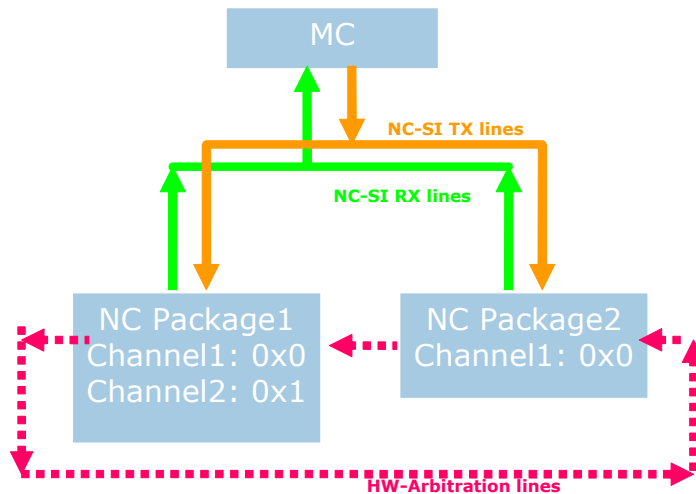 MC
NC-SI TX lines
NC-SI RX lines
NC Package1
Channel1: 0x0
Channel2: 0x1
NC Package2
Channel1: 0x0
HW-Arbitration lines